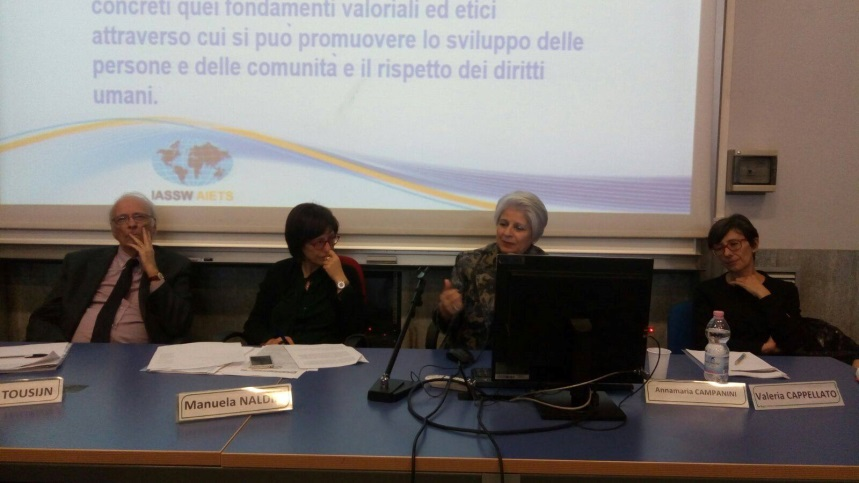 concreti quei fondamenti valoriali ed etici
attraverso cui si può promuovere lo sviluppo delle
persone e delle comunità e il rispetto dei diritti
umani.
IASSW AIETS
TOUSIJN
Manuela
Annamaria CAMPANINI
Valeria CAPPELLATO